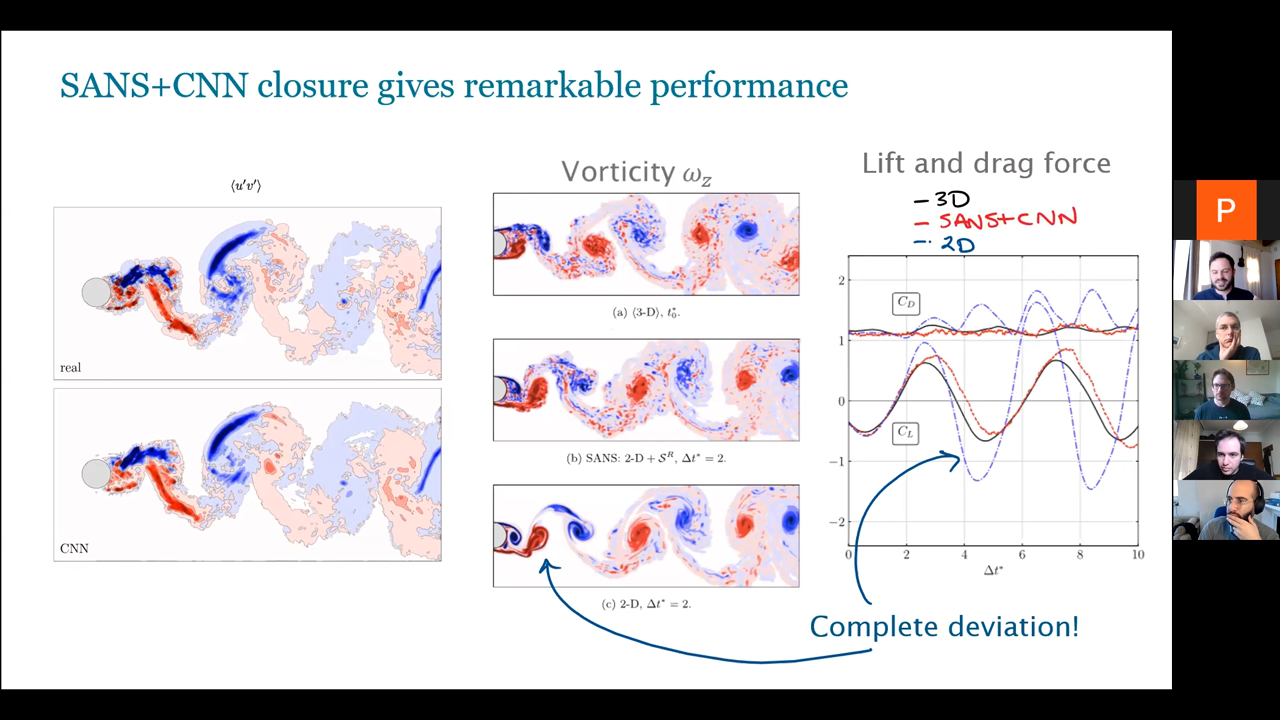 SANS+CNN closure gives remarkable performance
⟨u′v′⟩
real
CNN
Vorticity ω_z
(a) ⟨3-D⟩, t₀*.
(b) SANS: 2-D + 𝒮ᴿ, Δt* = 2.
(c) 2-D, Δt* = 2.
Lift and drag force
– 3D
– SANS+CNN
-· 2D
2
1
0
−1
−2
C_D
C_L
0 2 4 6 8 10
Δt*
Complete deviation!
P